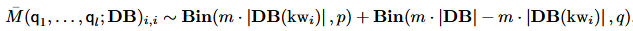 M̄(q₁, …, qₗ; DB)ᵢ,ᵢ ∼ Bin(m · |DB(kwᵢ)|, p) + Bin(m · |DB| − m · |DB(kwᵢ)|, q).